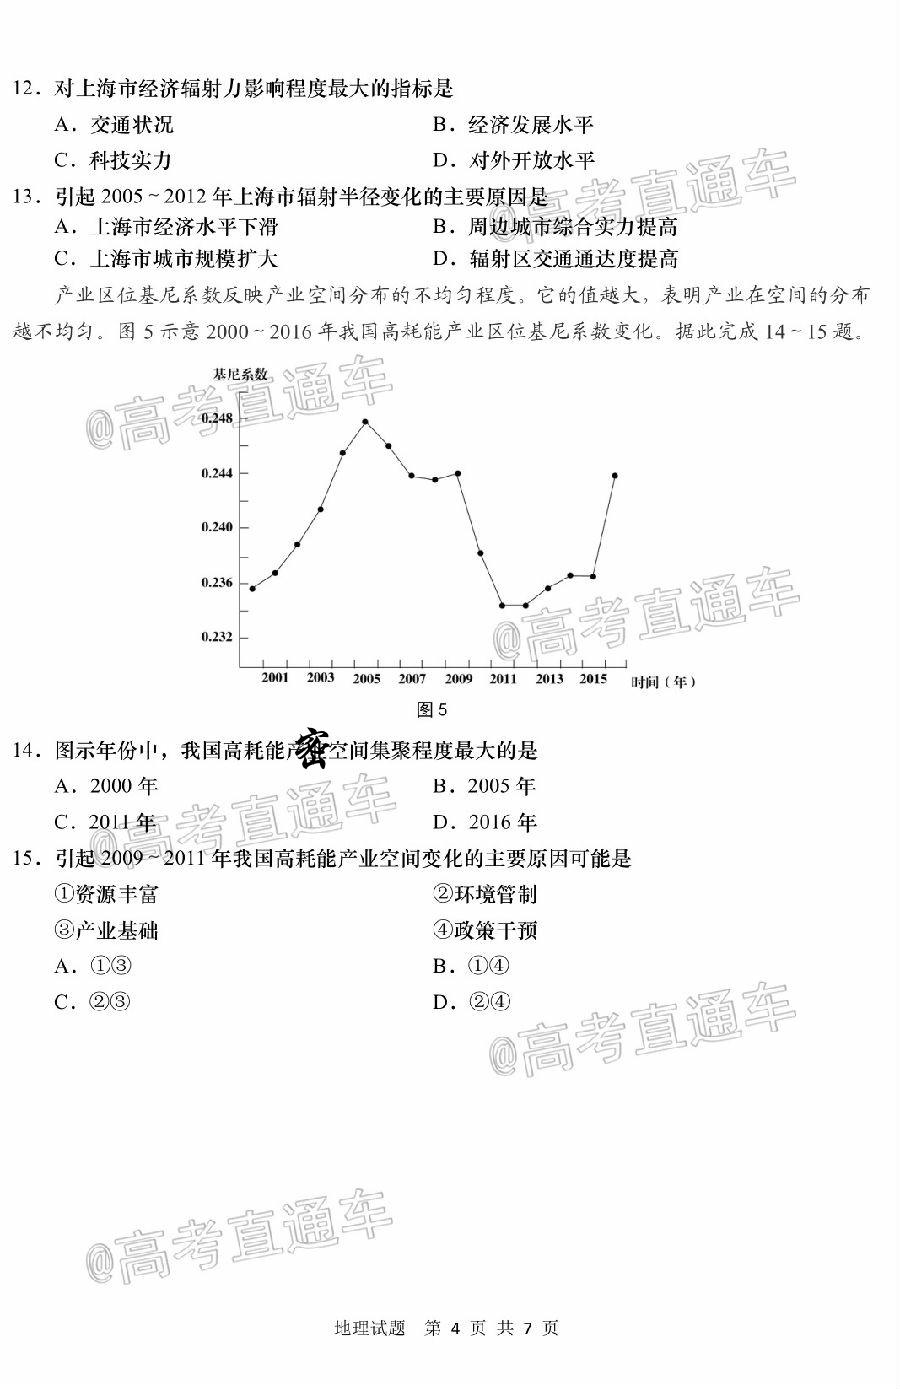 12．对上海市经济辐射力影响程度最大的指标是
A．交通状况 B．经济发展水平
C．科技实力 D．对外开放水平
13．引起 2005～2012 年上海市辐射半径变化的主要原因是
A．上海市经济水平下滑 B．周边城市综合实力提高
C．上海市城市规模扩大 D．辐射区交通通达度提高
产业区位基尼系数反映产业空间分布的不均匀程度。它的值越大，表明产业在空间的分布
越不均匀。图 5 示意 2000～2016 年我国高耗能产业区位基尼系数变化。据此完成 14～15 题。
基尼系数
0.248
0.244
0.240
0.236
0.232
2001 2003 2005 2007 2009 2011 2013 2015 时间（年）
图 5
14．图示年份中，我国高耗能产业空间集聚程度最大的是
密
A．2000 年 B．2005 年
C．2011 年 D．2016 年
15．引起 2009～2011 年我国高耗能产业空间变化的主要原因可能是
①资源丰富 ②环境管制
③产业基础 ④政策干预
A．①③ B．①④
C．②③ D．②④
地理试题 第 4 页 共 7 页
@高考直通车
@高考直通车
@高考直通车
@高考直通车
@高考直通车
@高考直通车